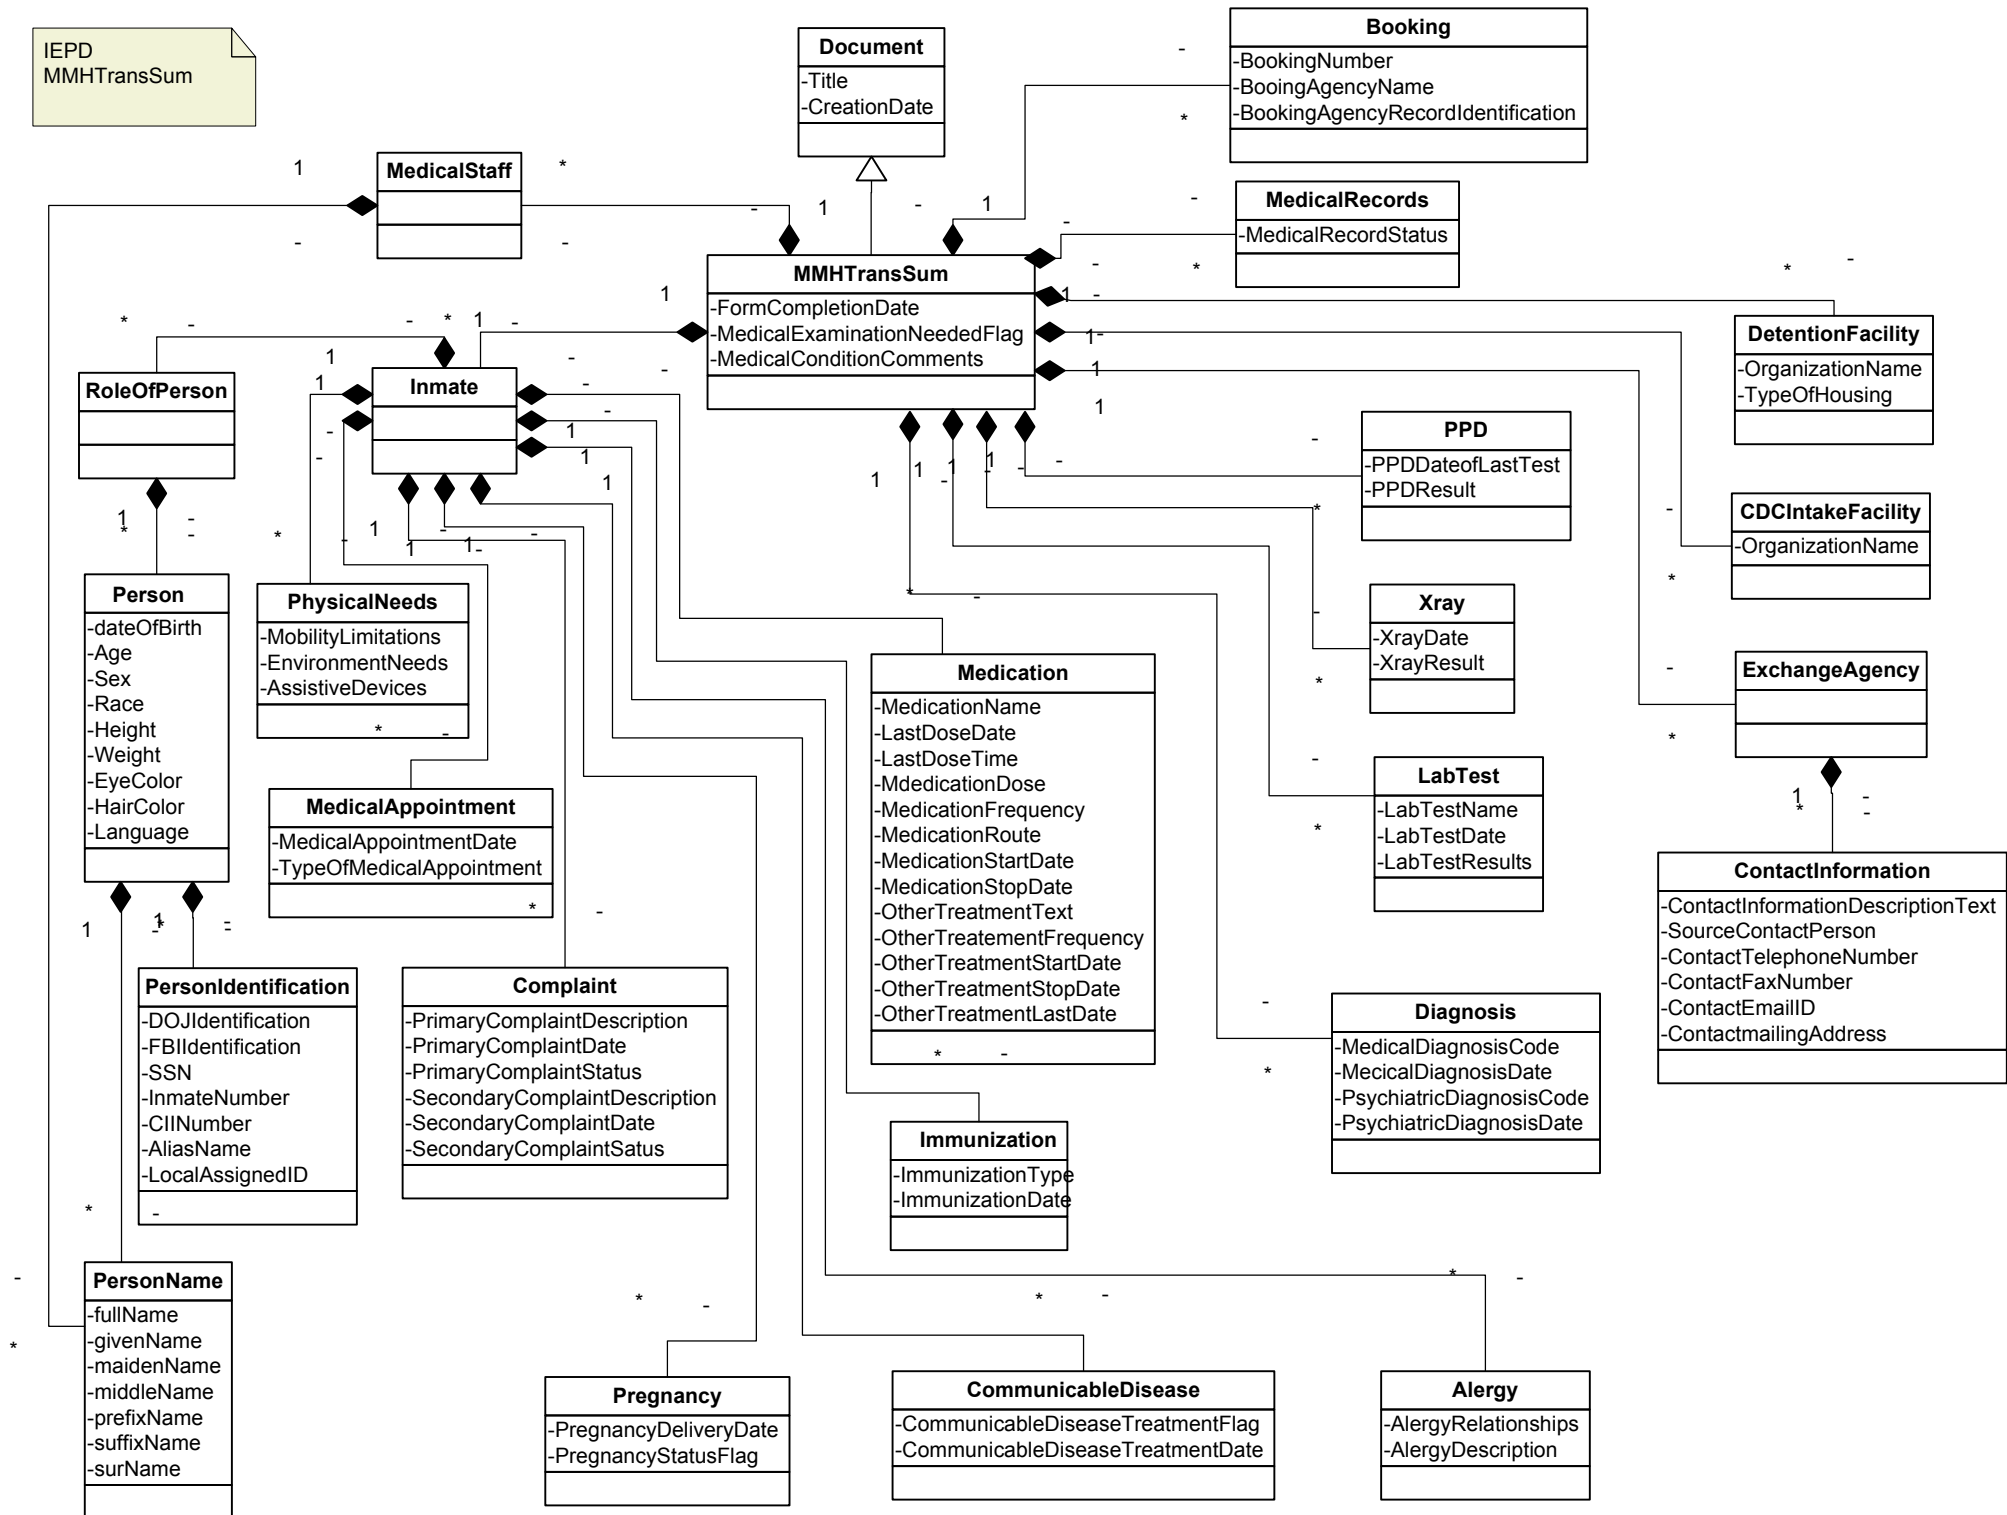 IEPD
MMHTransSum
Document
-Title
-CreationDate
Booking
-BookingNumber
-BooingAgencyName
-BookingAgencyRecordIdentification
MedicalStaff
MedicalRecords
-MedicalRecordStatus
MMHTransSum
-FormCompletionDate
-MedicalExaminationNeededFlag
-MedicalConditionComments
DetentionFacility
-OrganizationName
-TypeOfHousing
RoleOfPerson
Inmate
PPD
-PPDDateofLastTest
-PPDResult
CDCIntakeFacility
-OrganizationName
Person
-dateOfBirth
-Age
-Sex
-Race
-Height
-Weight
-EyeColor
-HairColor
-Language
PhysicalNeeds
-MobilityLimitations
-EnvironmentNeeds
-AssistiveDevices
Xray
-XrayDate
-XrayResult
ExchangeAgency
Medication
-MedicationName
-LastDoseDate
-LastDoseTime
-MdedicationDose
-MedicationFrequency
-MedicationRoute
-MedicationStartDate
-MedicationStopDate
-OtherTreatmentText
-OtherTreatementFrequency
-OtherTreatmentStartDate
-OtherTreatmentStopDate
-OtherTreatmentLastDate
MedicalAppointment
-MedicalAppointmentDate
-TypeOfMedicalAppointment
LabTest
-LabTestName
-LabTestDate
-LabTestResults
ContactInformation
-ContactInformationDescriptionText
-SourceContactPerson
-ContactTelephoneNumber
-ContactFaxNumber
-ContactEmailID
-ContactmailingAddress
PersonIdentification
-DOJIdentification
-FBIIdentification
-SSN
-InmateNumber
-CIINumber
-AliasName
-LocalAssignedID
Complaint
-PrimaryComplaintDescription
-PrimaryComplaintDate
-PrimaryComplaintStatus
-SecondaryComplaintDescription
-SecondaryComplaintDate
-SecondaryComplaintSatus
Diagnosis
-MedicalDiagnosisCode
-MecicalDiagnosisDate
-PsychiatricDiagnosisCode
-PsychiatricDiagnosisDate
Immunization
-ImmunizationType
-ImmunizationDate
PersonName
-fullName
-givenName
-maidenName
-middleName
-prefixName
-suffixName
-surName
Pregnancy
-PregnancyDeliveryDate
-PregnancyStatusFlag
CommunicableDisease
-CommunicableDiseaseTreatmentFlag
-CommunicableDiseaseTreatmentDate
Alergy
-AlergyRelationships
-AlergyDescription